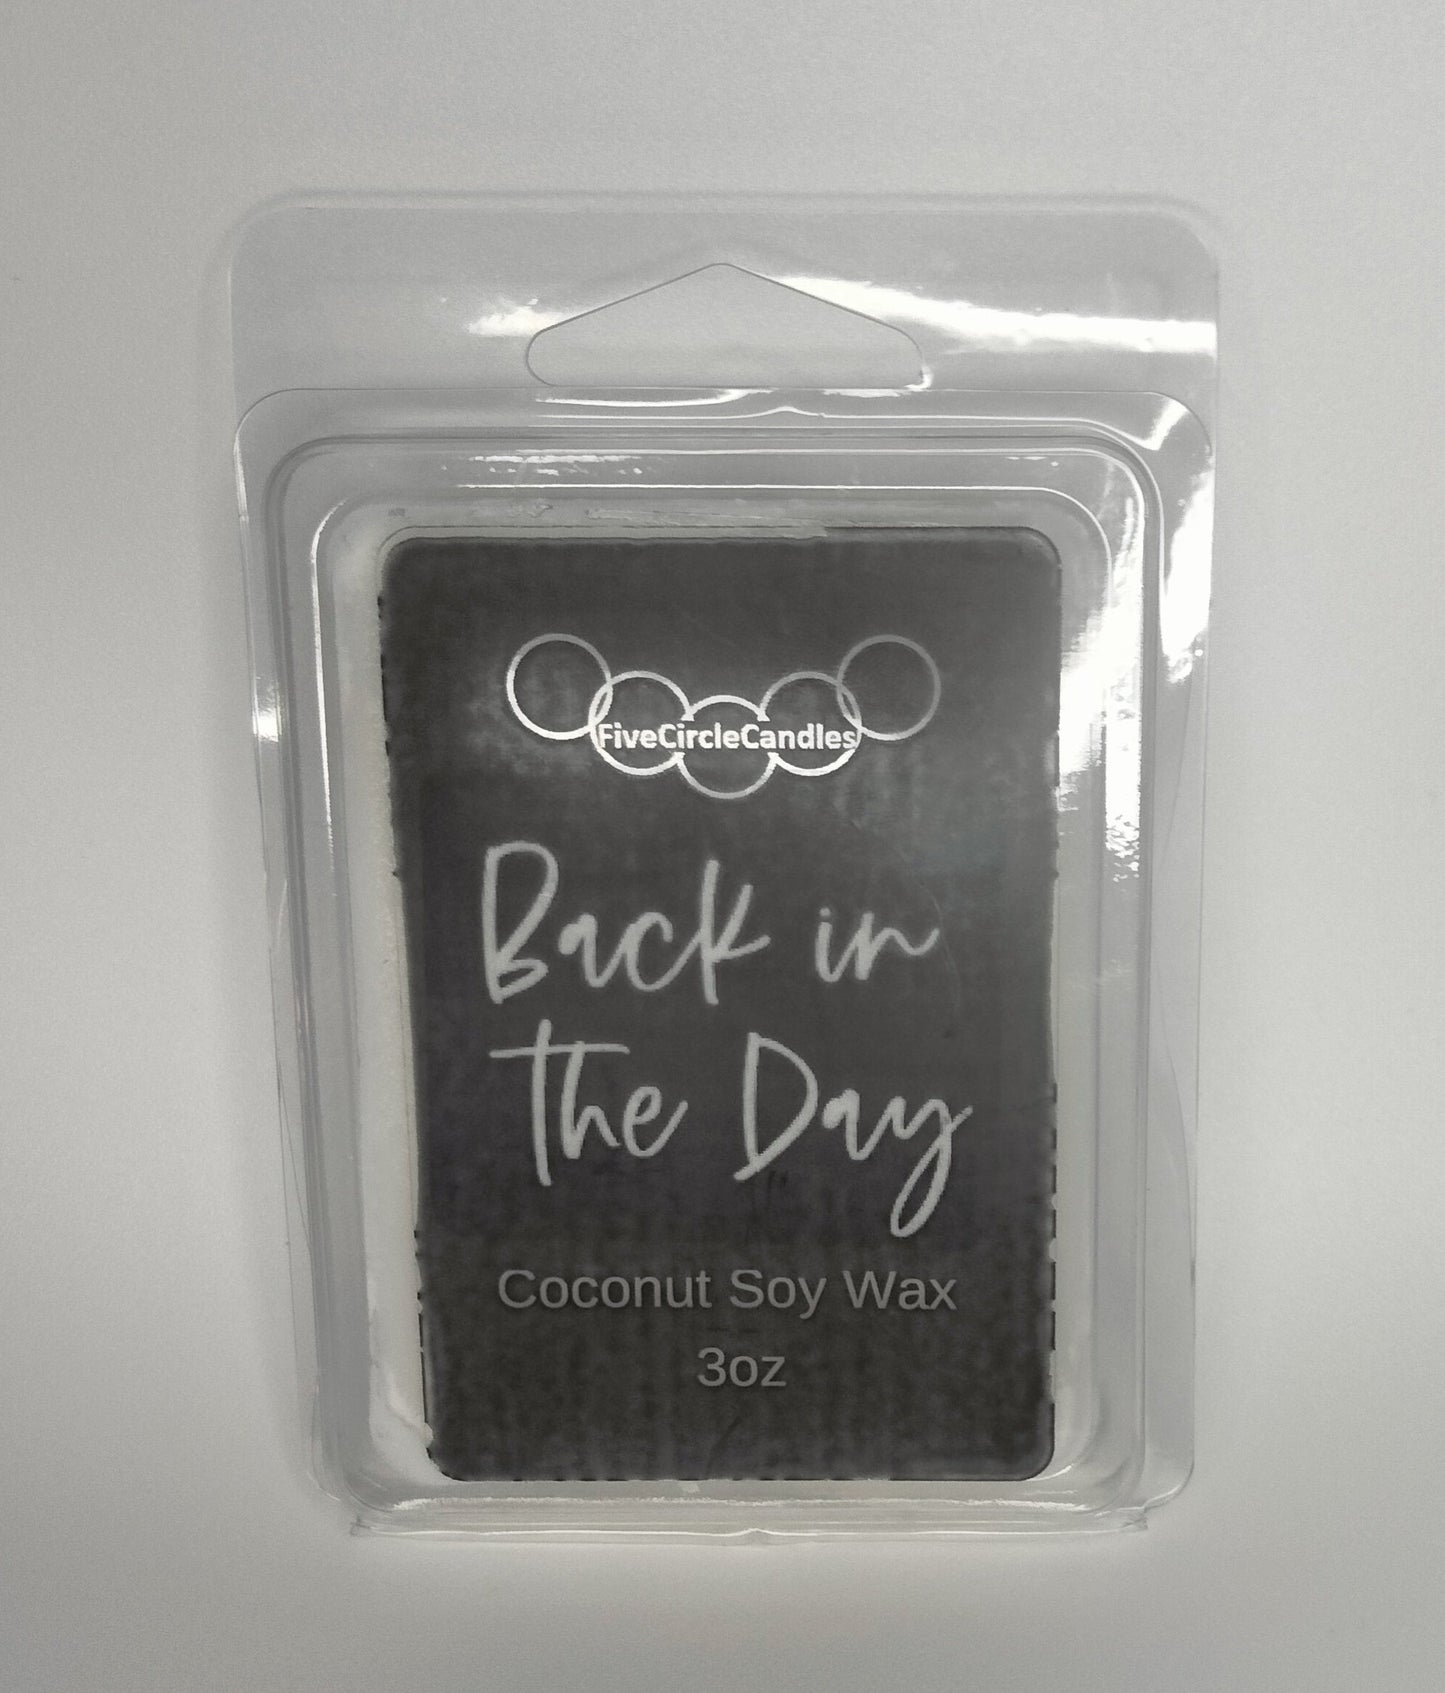 FiveCircleCandles
Back in
the Day
Coconut Soy Wax
3oz